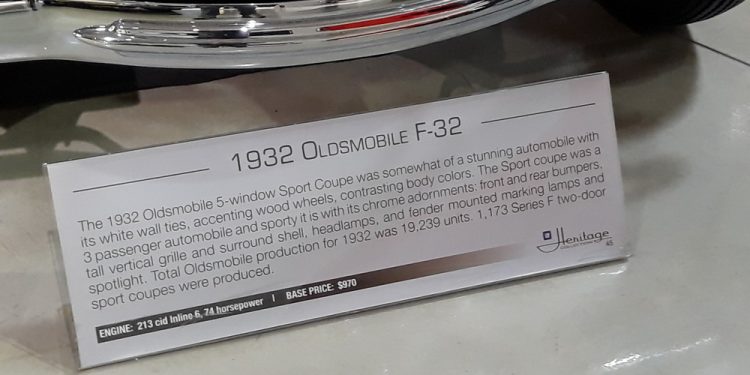 1932 OLDSMOBILE F-32
The 1932 Oldsmobile 5-window Sport Coupe was somewhat of a stunning automobile with
its white wall ties, accenting wood wheels, contrasting body colors. The Sport coupe was a
3 passenger automobile and sporty it is with its chrome adornments: front and rear bumpers,
tall vertical grille and surround shell, headlamps, and fender mounted marking lamps and
spotlight. Total Oldsmobile production for 1932 was 19,239 units. 1,173 Series F two-door
sport coupes were produced.
ENGINE: 213 cid Inline 6, 74 horsepower | BASE PRICE: $970
Heritage